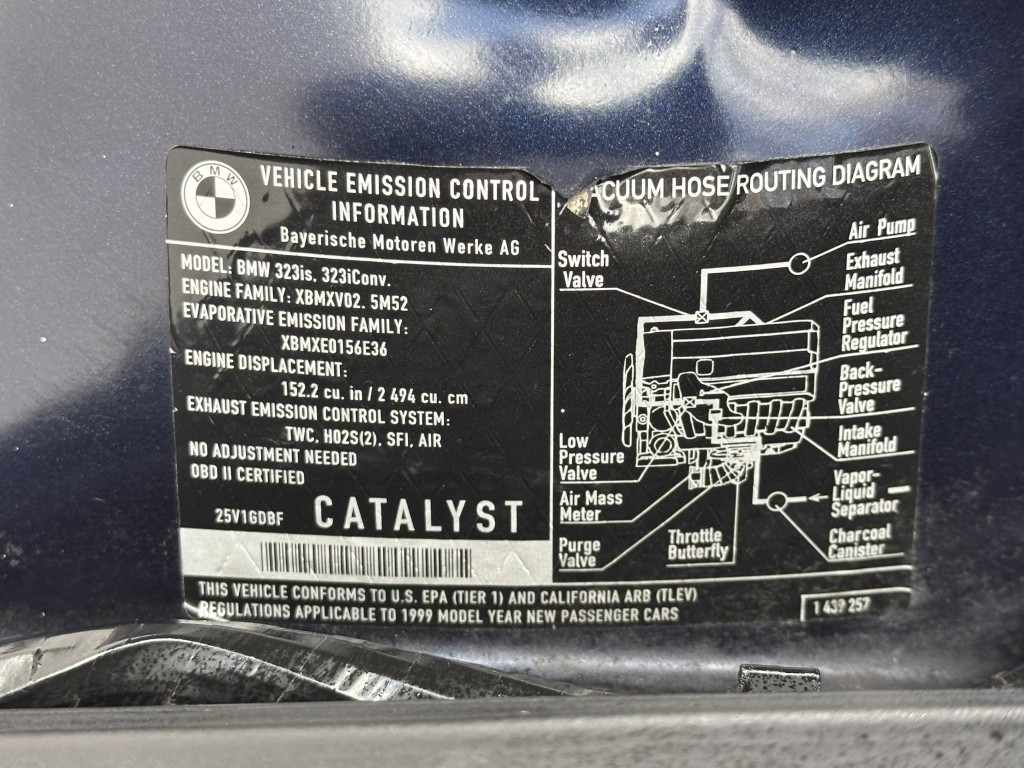 BMW
VEHICLE EMISSION CONTROL
INFORMATION
Bayerische Motoren Werke AG
MODEL: BMW 323is. 323iConv.
ENGINE FAMILY: XBMXV02. 5M52
EVAPORATIVE EMISSION FAMILY:
XBMXE0156E36
ENGINE DISPLACEMENT:
152.2 cu. in / 2 494 cu. cm
EXHAUST EMISSION CONTROL SYSTEM:
TWC, HO2S(2), SFI, AIR
NO ADJUSTMENT NEEDED
OBD II CERTIFIED
25V1GDBF CATALYST
ACUUM HOSE ROUTING DIAGRAM
Air Pump
Switch
Valve
Exhaust
Manifold
Fuel
Pressure
Regulator
Back-
Pressure
Valve
Intake
Manifold
Low
Pressure
Valve
Vapor-
Liquid
Separator
Air Mass
Meter
Purge
Valve
Throttle
Butterfly
Charcoal
Canister
THIS VEHICLE CONFORMS TO U.S. EPA (TIER 1) AND CALIFORNIA ARB (TLEV)
REGULATIONS APPLICABLE TO 1999 MODEL YEAR NEW PASSENGER CARS
1 439 257